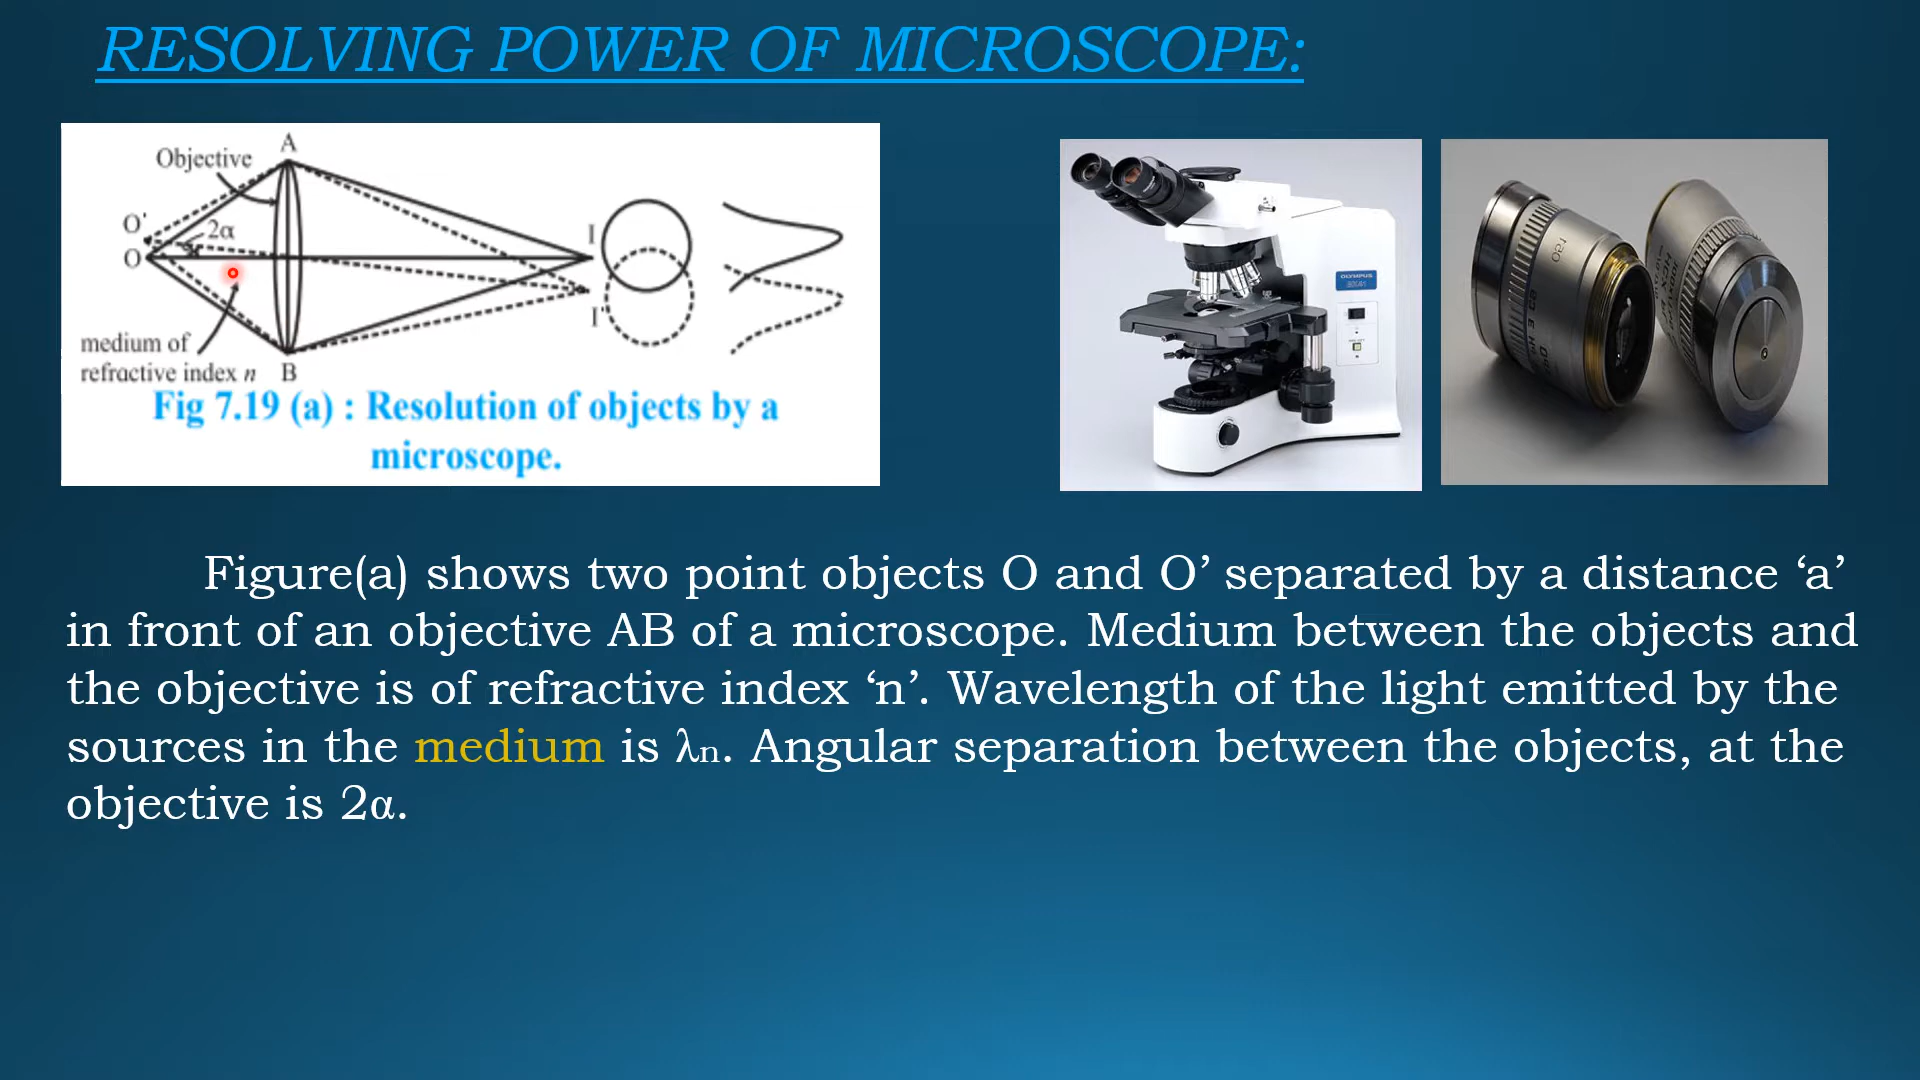 RESOLVING POWER OF MICROSCOPE:
A
Objective
O'
2α
O
I
I'
medium of
refractive index n
B
Fig 7.19 (a) : Resolution of objects by a
microscope.
OLYMPUS
Figure(a) shows two point objects O and O’ separated by a distance ‘a’
in front of an objective AB of a microscope. Medium between the objects and
the objective is of refractive index ‘n’. Wavelength of the light emitted by the
sources in the medium is λn. Angular separation between the objects, at the
objective is 2α.